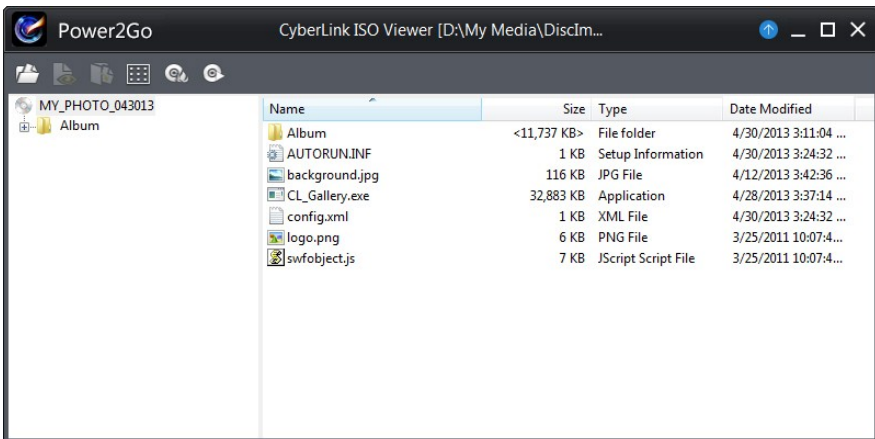 Power2Go CyberLink ISO Viewer [D:\My Media\DiscIm...
MY_PHOTO_043013
Album
Name Size Type Date Modified
Album <11,737 KB> File folder 4/30/2013 3:11:04 ...
AUTORUN.INF 1 KB Setup Information 4/30/2013 3:24:32 ...
background.jpg 116 KB JPG File 4/12/2013 3:42:36 ...
CL_Gallery.exe 32,883 KB Application 4/28/2013 3:37:14 ...
config.xml 1 KB XML File 4/30/2013 3:24:32 ...
logo.png 6 KB PNG File 3/25/2011 10:07:4...
swfobject.js 7 KB JScript Script File 3/25/2011 10:07:4...